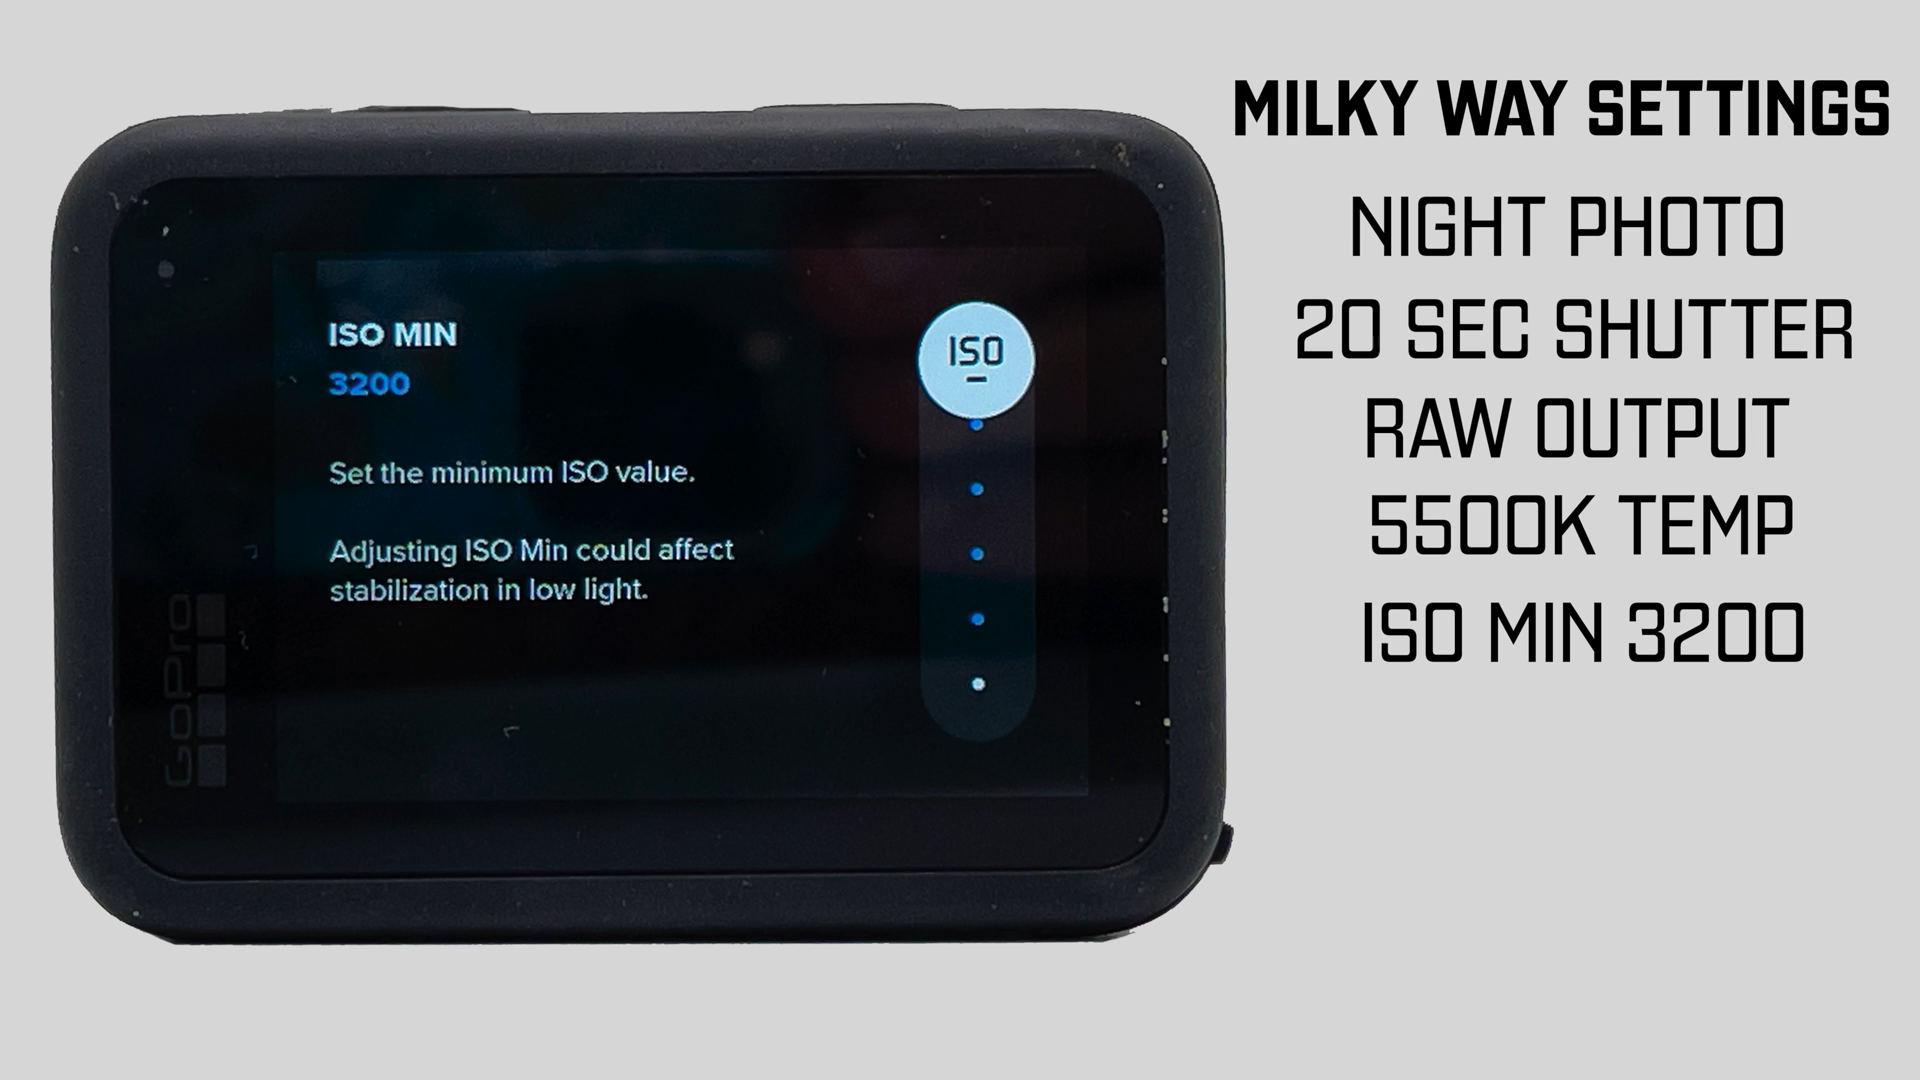 MILKY WAY SETTINGS
NIGHT PHOTO
20 SEC SHUTTER
RAW OUTPUT
5500K TEMP
ISO MIN 3200
ISO MIN
3200
Set the minimum ISO value.
Adjusting ISO Min could affect
stabilization in low light.
ISO
GoPro